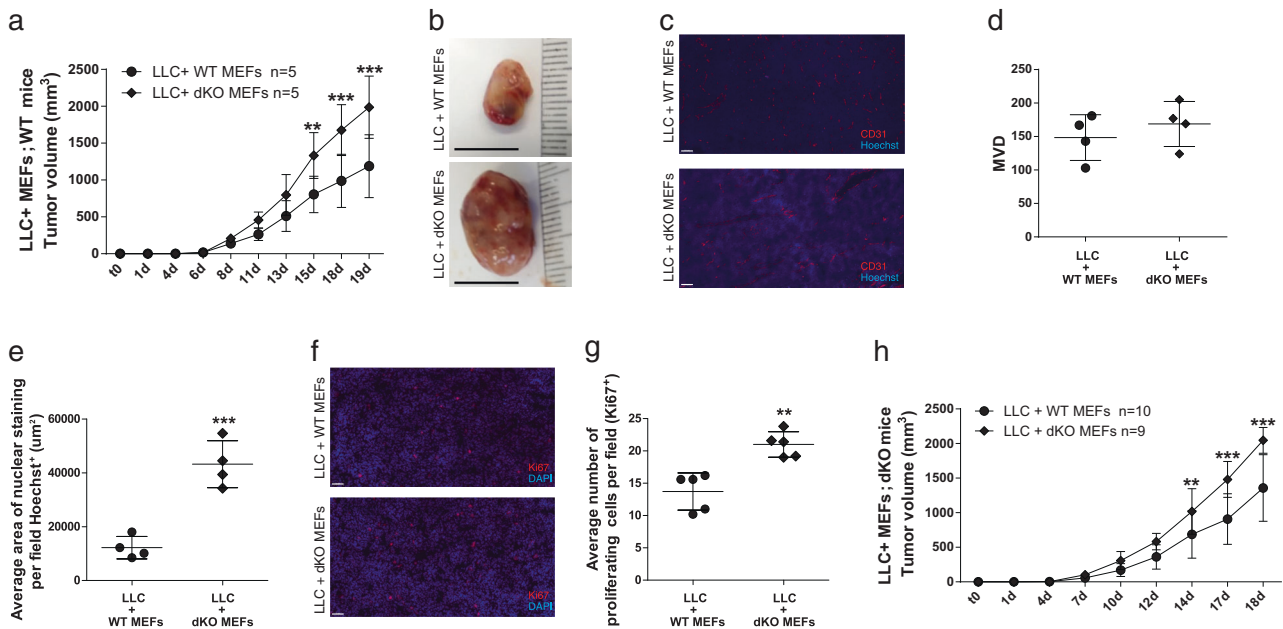 a
LLC+ MEFs ; WT mice
Tumor volume (mm3)
2500
2000
1500
1000
500
0
LLC+ WT MEFs n=5
LLC+ dKO MEFs n=5
**
***
***
t0
1d
4d
6d
8d
11d
13d
15d
18d
19d
b
LLC + WT MEFs
LLC + dKO MEFs
c
LLC + WT MEFs
CD31
Hoechst
LLC + dKO MEFs
CD31
Hoechst
d
MVD
200
150
100
50
0
LLC
+
WT MEFs
LLC
+
dKO MEFs
e
Average area of nuclear staining
per field Hoechst+ (um2)
60000
40000
20000
0
***
LLC
+
WT MEFs
LLC
+
dKO MEFs
f
LLC + WT MEFs
Ki67
DAPI
LLC + dKO MEFs
Ki67
DAPI
g
Average number of
proliferating cells per field (Ki67+)
25
20
15
10
5
0
**
LLC
+
WT MEFs
LLC
+
dKO MEFs
h
LLC+ MEFs ; dKO mice
Tumor volume (mm3)
2500
2000
1500
1000
500
0
LLC + WT MEFs n=10
LLC + dKO MEFs n=9
**
***
***
t0
1d
4d
7d
10d
12d
14d
17d
18d